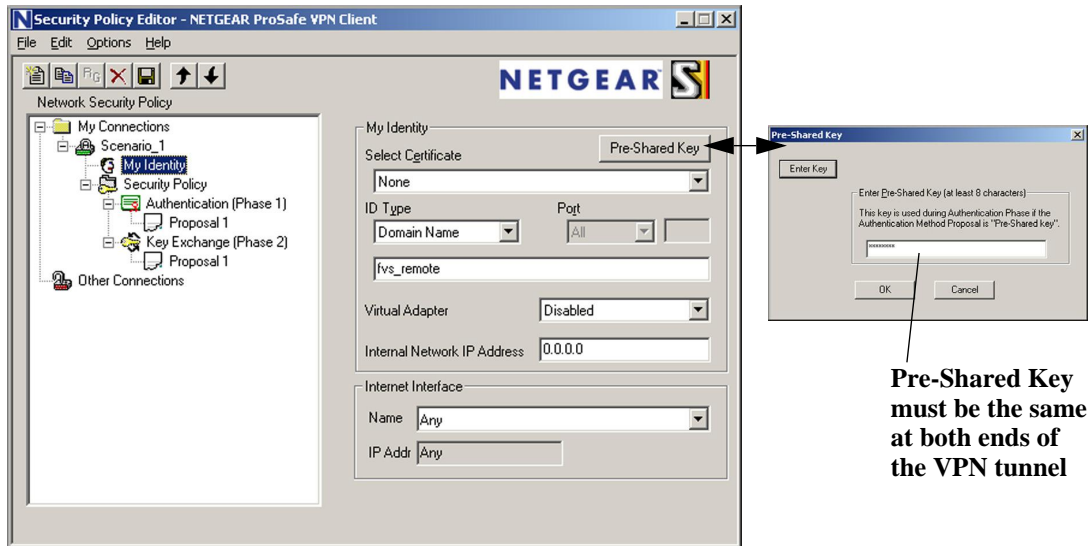 Security Policy Editor - NETGEAR ProSafe VPN Client
File Edit Options Help
NETGEAR
Network Security Policy
My Connections
Scenario_1
My Identity
Security Policy
Authentication (Phase 1)
Proposal 1
Key Exchange (Phase 2)
Proposal 1
Other Connections
My Identity
Select Certificate
Pre-Shared Key
None
ID Type
Port
Domain Name
All
fvs_remote
Virtual Adapter
Disabled
Internal Network IP Address
0.0.0.0
Internet Interface
Name
Any
IP Addr
Any
Pre-Shared Key
Enter Key
Enter Pre-Shared Key (at least 8 characters)
This key is used during Authentication Phase if the
Authentication Method Proposal is "Pre-Shared key".
********
OK
Cancel
Pre-Shared Key
must be the same
at both ends of
the VPN tunnel